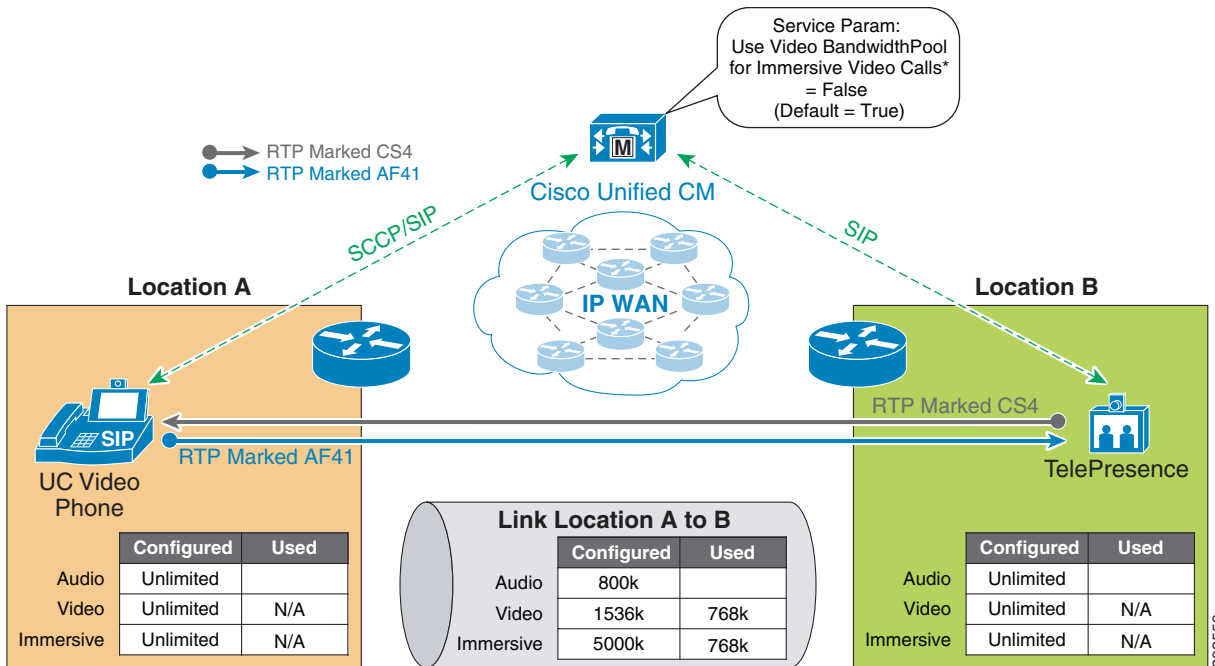 Service Param:
Use Video BandwidthPool
for Immersive Video Calls*
= False
(Default = True)
RTP Marked CS4
RTP Marked AF41
M
Cisco Unified CM
SCCP/SIP
SIP
IP WAN
Location A
Location B
SIP
UC Video
Phone
RTP Marked CS4
RTP Marked AF41
TelePresence
Configured Used
Audio Unlimited
Video Unlimited N/A
Immersive Unlimited N/A
Link Location A to B
Configured Used
Audio 800k
Video 1536k 768k
Immersive 5000k 768k
Configured Used
Audio Unlimited
Video Unlimited N/A
Immersive Unlimited N/A